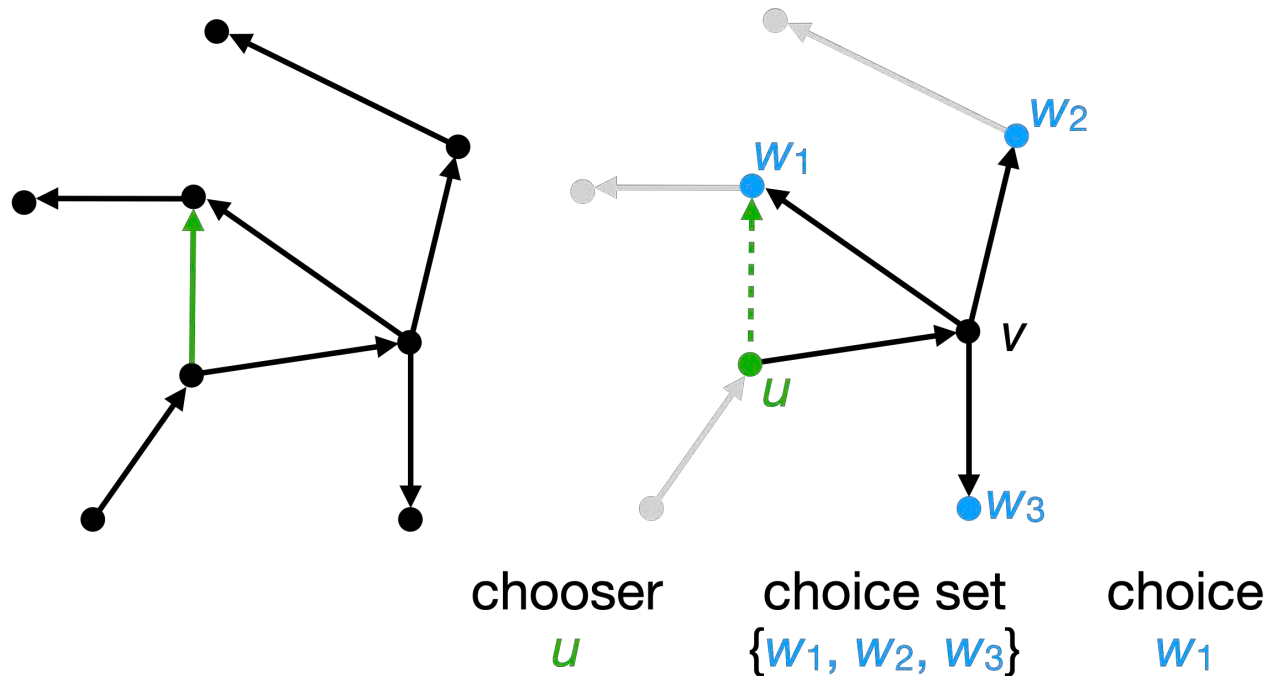 w2
w1
v
u
w3
chooser choice set choice
u {w1, w2, w3} w1